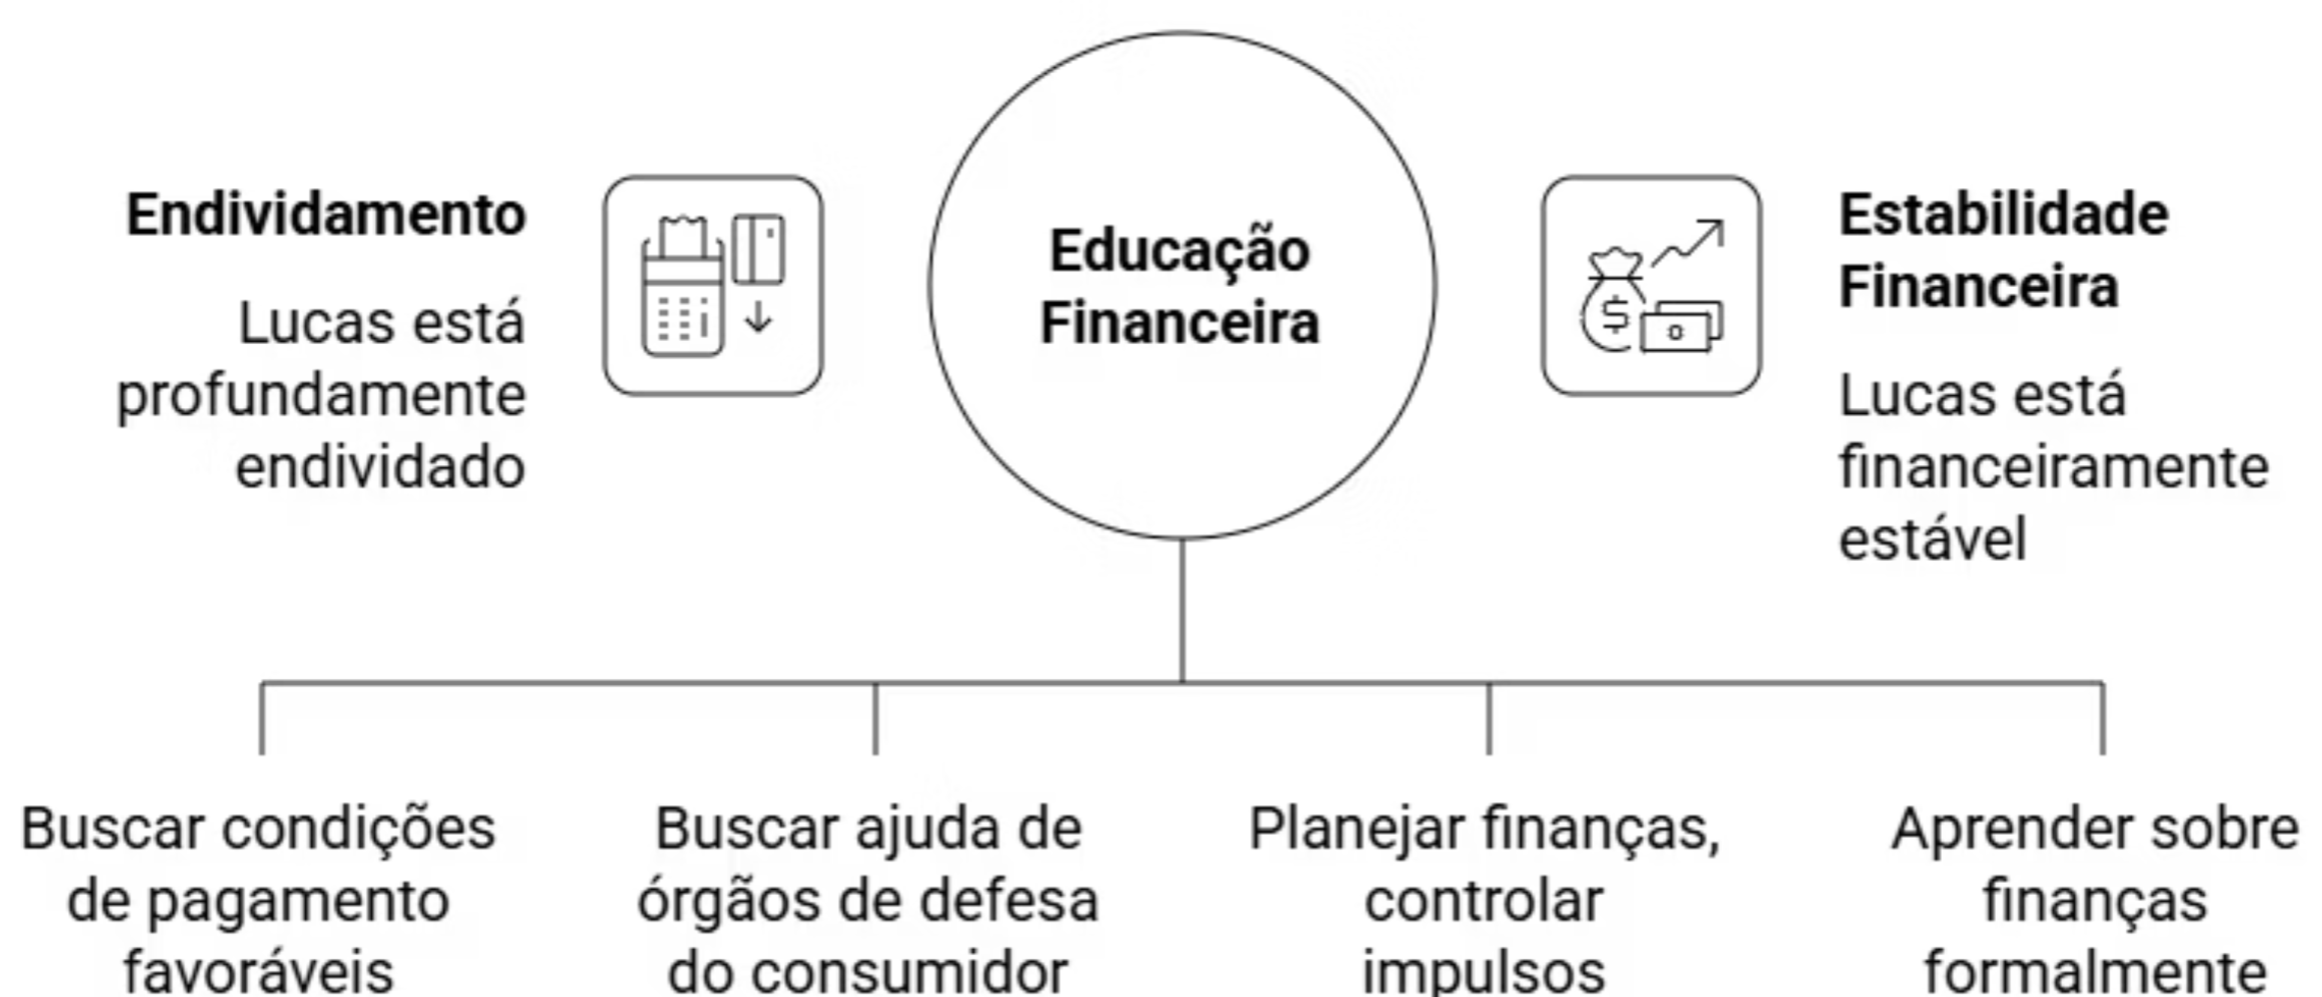 Endividamento
Lucas está
profundamente
endividado
Educação
Financeira
Estabilidade
Financeira
Lucas está
financeiramente
estável
Buscar condições
de pagamento
favoráveis
Buscar ajuda de
órgãos de defesa
do consumidor
Planejar finanças,
controlar
impulsos
Aprender sobre
finanças
formalmente